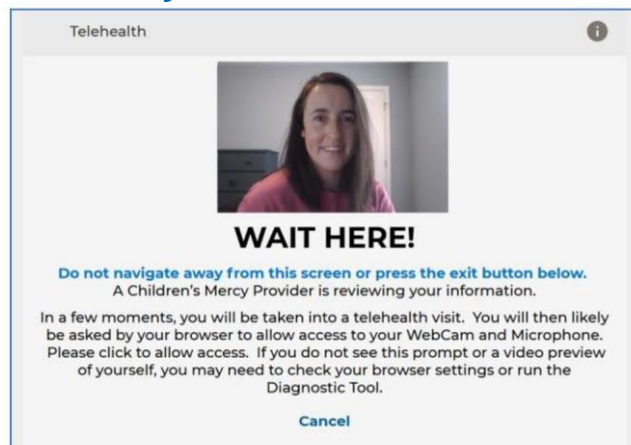 Telehealth
WAIT HERE!
Do not navigate away from this screen or press the exit button below.
A Children's Mercy Provider is reviewing your information.
In a few moments, you will be taken into a telehealth visit.  You will then likely
be asked by your browser to allow access to your WebCam and Microphone.
Please click to allow access.  If you do not see this prompt or a video preview
of yourself, you may need to check your browser settings or run the
Diagnostic Tool.
Cancel